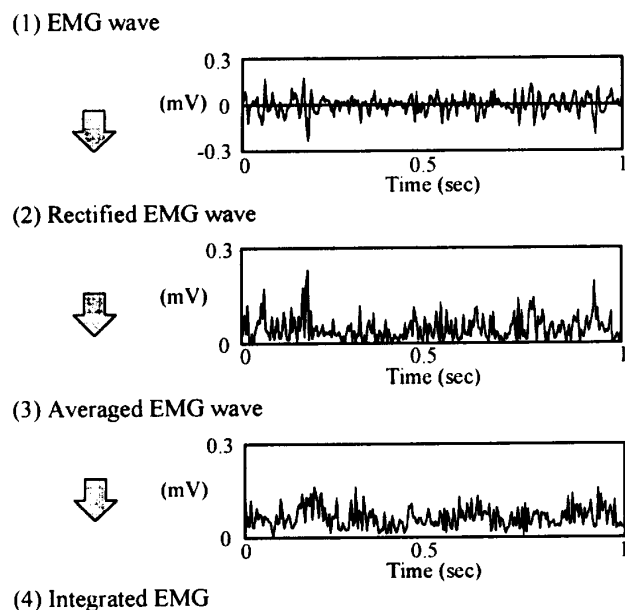 (1) EMG wave
0.3
(mV) 0
-0.3
0 0.5 1
Time (sec)
(2) Rectified EMG wave
0.3
(mV)
0
0 0.5 1
Time (sec)
(3) Averaged EMG wave
0.3
(mV)
0
0 0.5 1
Time (sec)
(4) Integrated EMG